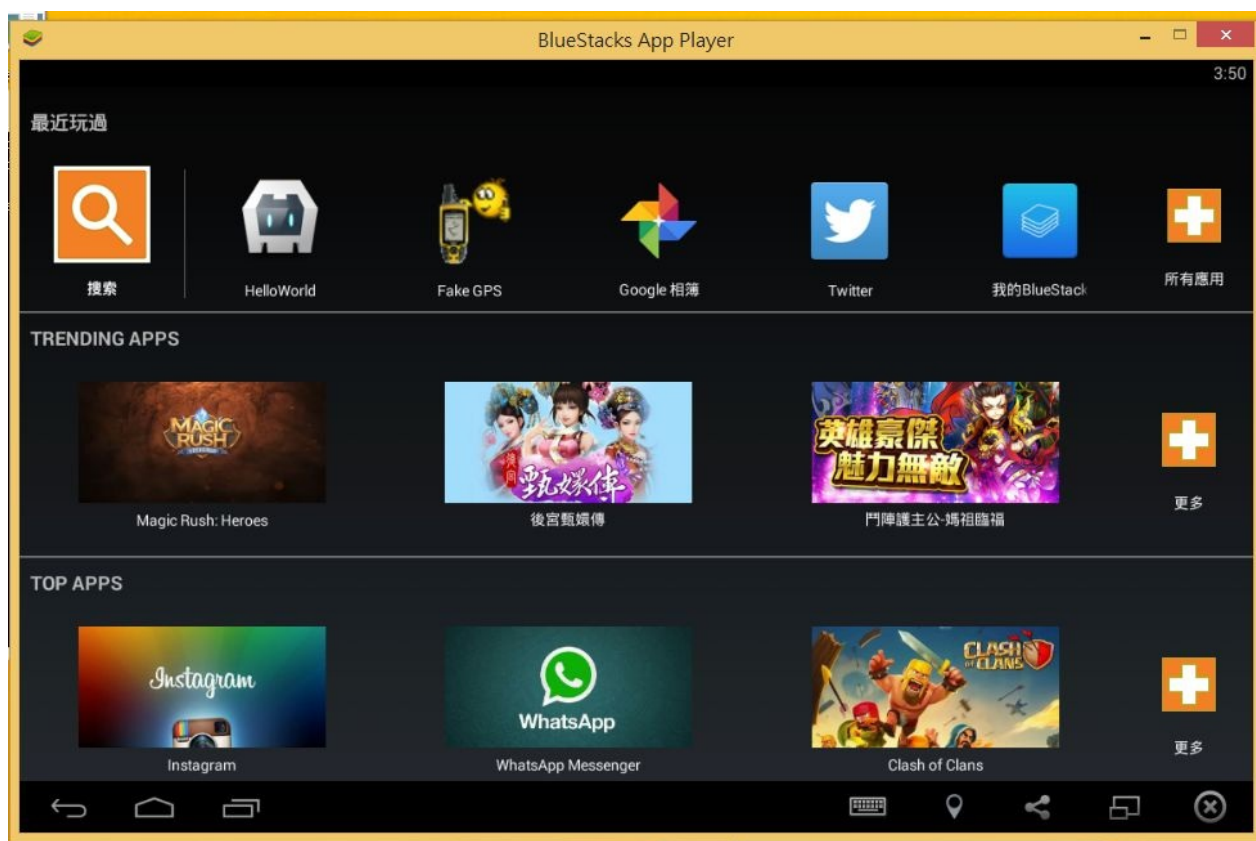 BlueStacks App Player
3:50
最近玩過
搜索
HelloWorld
Fake GPS
Google 相簿
Twitter
我的BlueStack
所有應用
TRENDING APPS
MAGIC
RUSH
Magic Rush: Heroes
後宮
甄嬛傳
後宮甄嬛傳
英雄豪傑
魅力無敵
鬥陣護主公-媽祖臨福
更多
TOP APPS
Instagram
Instagram
WhatsApp
WhatsApp Messenger
CLASH
OF CLANS
Clash of Clans
更多